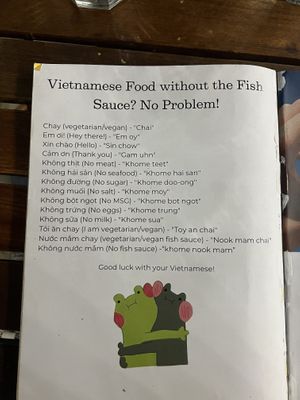 Vietnamese Food without the Fish
Sauce? No Problem!
Chay (vegetarian/vegan) - "Chai"
Em ơi! (Hey there!) - "Em oy"
Xin chào (Hello) - "Sin chow"
Cảm ơn (Thank you) - "Gam uhn"
Không thịt (No meat) - "Khome teet"
Không hải sản (No seafood) - "Khome hai sari"
Không đường (No sugar) - "Khome doo-ong"
Không muối (No salt) - "Khome moy"
Không bột ngọt (No MSG) - "Khome bot ngot"
Không trứng (No eggs) - "Khome trung"
Không sữa (No milk) - "Khome sua"
Tôi ăn chay (I am vegetarian/vegan) - "Toy an chai"
Nước mắm chay (vegetarian/vegan fish sauce) - "Nook mam chai"
Không nước mắm (No fish sauce) -"khome nook mam"
Good luck with your Vietnamese!